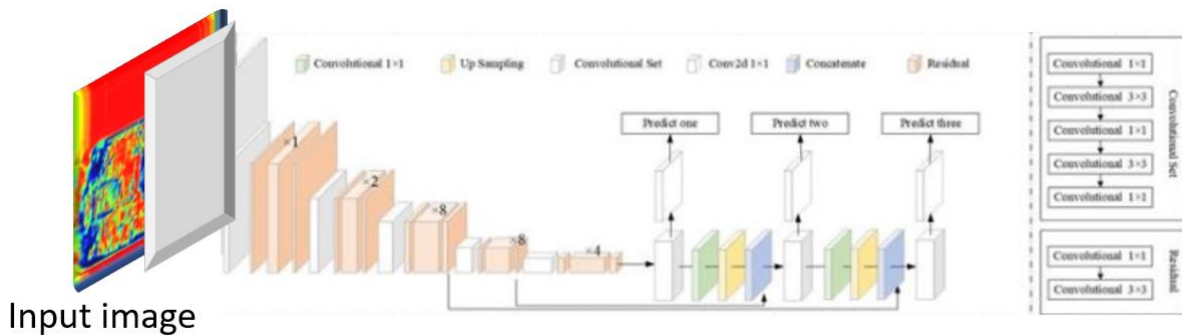 Convolutional 1×1
Up Sampling
Convolutional Set
Conv2d 1×1
Concatenate
Residual
×1
×2
×8
×8
×4
Predict one
Predict two
Predict three
Convolutional 1×1
Convolutional 3×3
Convolutional 1×1
Convolutional 3×3
Convolutional 1×1
Convolutional Set
Convolutional 1×1
Convolutional 3×3
Residual
Input image